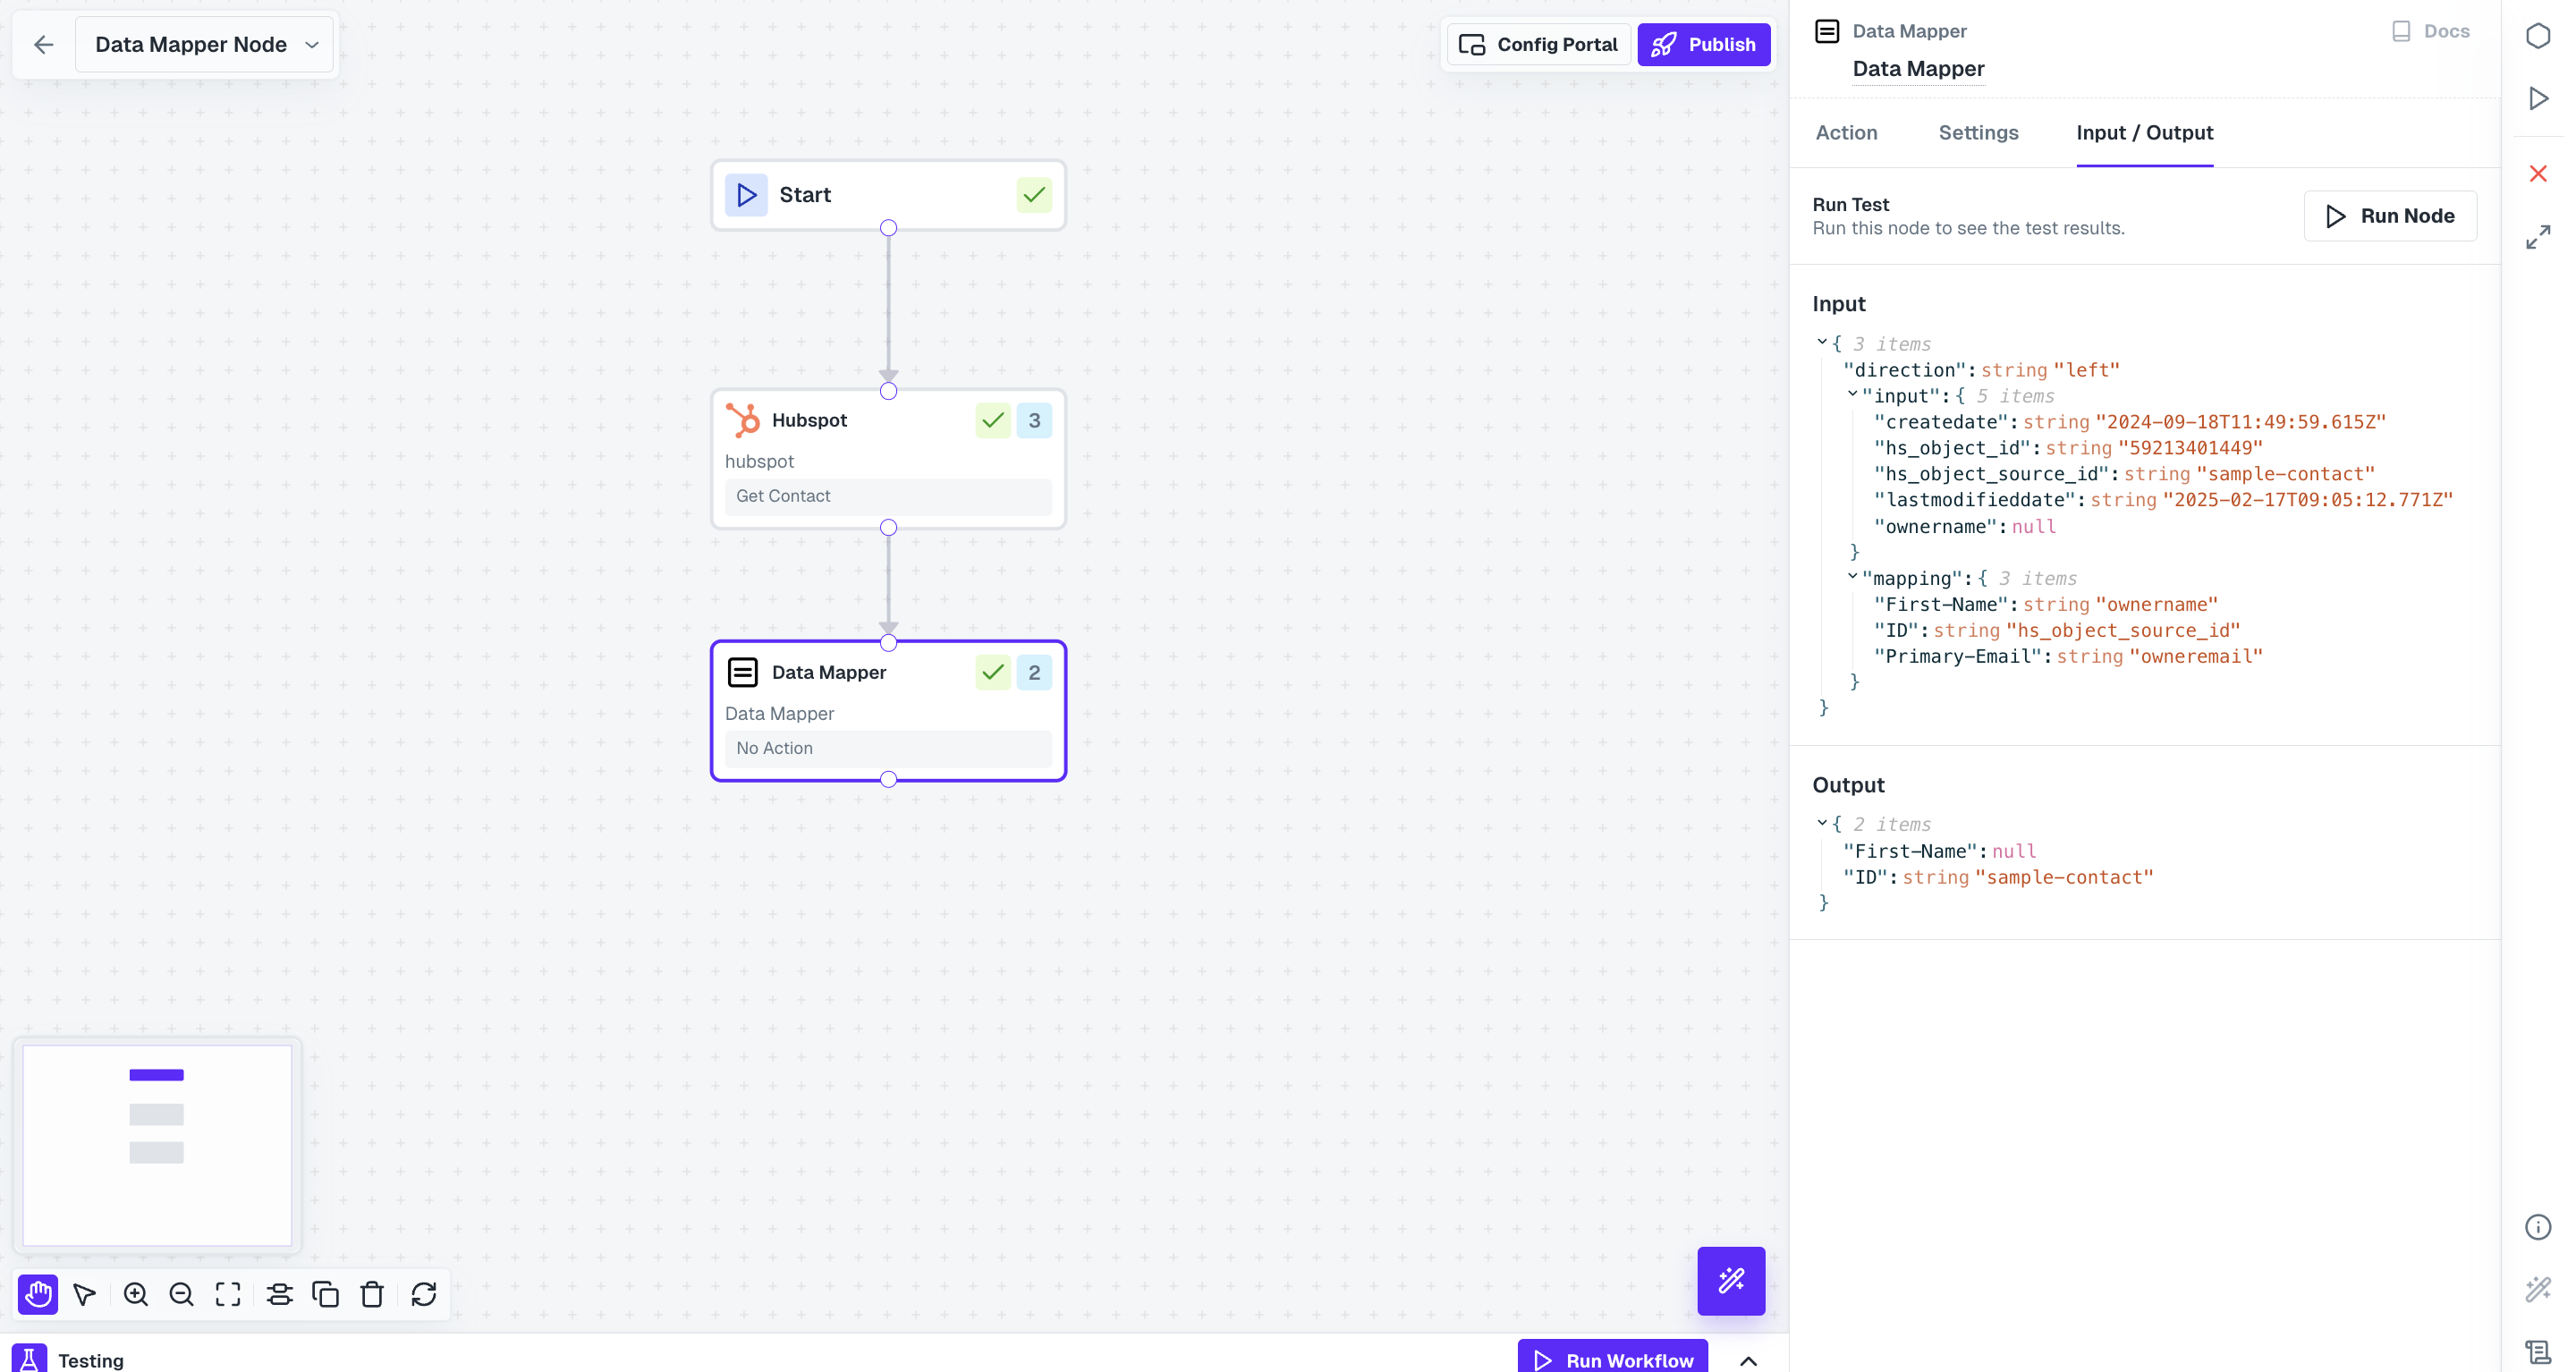 Data Mapper Node
Config Portal
Publish
Start
Hubspot
3
hubspot
Get Contact
Data Mapper
2
Data Mapper
No Action
Testing
Run Workflow
Data Mapper
Docs
Data Mapper
Action
Settings
Input / Output
Run Test
Run this node to see the test results.
Run Node
Input
{ 3 items
"direction": string "left"
"input": { 5 items
"createdate": string "2024-09-18T11:49:59.615Z"
"hs_object_id": string "59213401449"
"hs_object_source_id": string "sample-contact"
"lastmodifieddate": string "2025-02-17T09:05:12.771Z"
"ownername": null
}
"mapping": { 3 items
"First-Name": string "ownername"
"ID": string "hs_object_source_id"
"Primary-Email": string "owneremail"
}
}
Output
{ 2 items
"First-Name": null
"ID": string "sample-contact"
}